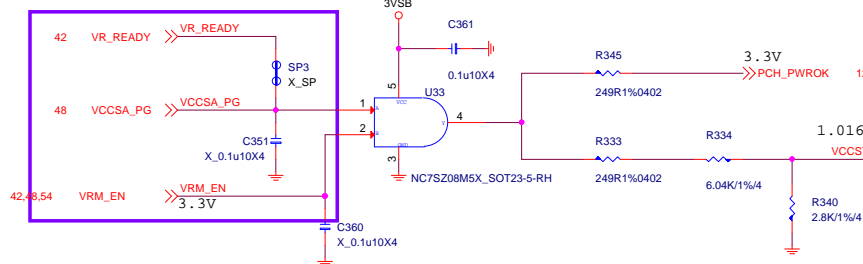 3VSB
C361
0.1u10X4
42 VR_READY VR_READY
SP3
X_SP
48 VCCSA_PG VCCSA_PG
C351
X_0.1u10X4
42,48,54 VRM_EN VRM_EN
3.3V
C360
X_0.1u10X4
1
2
3
4
5
A
B
VCC
Y
GND
U33
NC7SZ08M5X_SOT23-5-RH
R345
249R1%0402
3.3V
PCH_PWROK
R333
249R1%0402
R334
6.04K/1%/4
1.016
R340
2.8K/1%/4